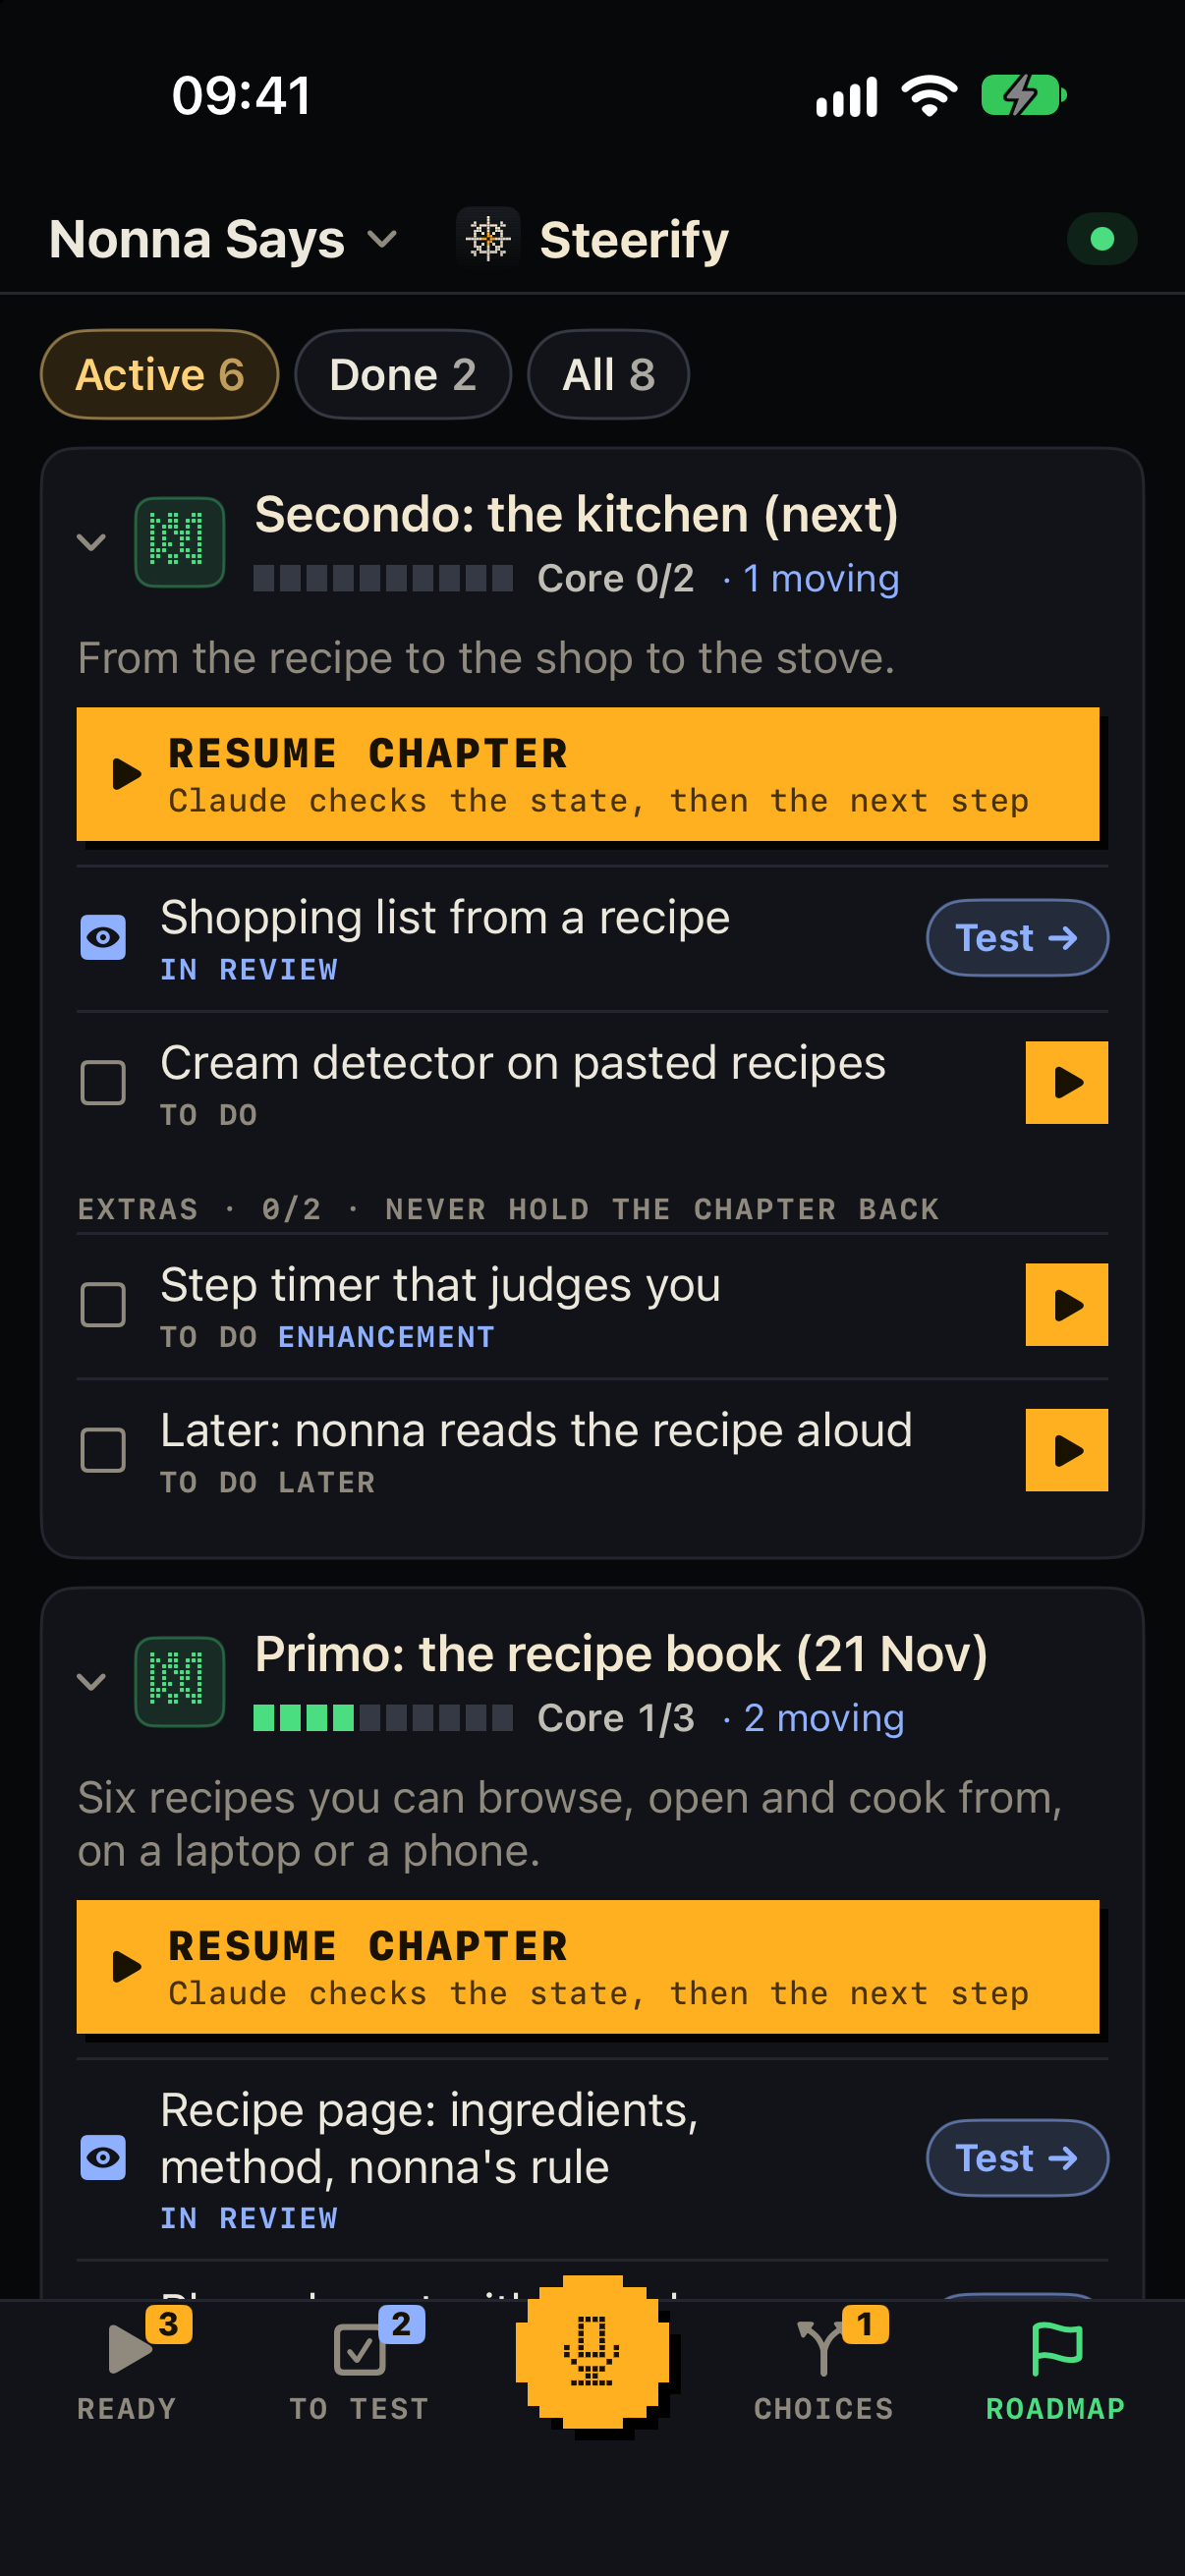 09:41
Nonna Says
Steerify
Active 6
Done 2
All 8
Secondo: the kitchen (next)
Core 0/2 · 1 moving
From the recipe to the shop to the stove.
RESUME CHAPTER
Claude checks the state, then the next step
Shopping list from a recipe
IN REVIEW
Test →
Cream detector on pasted recipes
TO DO
EXTRAS · 0/2 · NEVER HOLD THE CHAPTER BACK
Step timer that judges you
TO DO ENHANCEMENT
Later: nonna reads the recipe aloud
TO DO LATER
Primo: the recipe book (21 Nov)
Core 1/3 · 2 moving
Six recipes you can browse, open and cook from,
on a laptop or a phone.
RESUME CHAPTER
Claude checks the state, then the next step
Recipe page: ingredients,
method, nonna's rule
IN REVIEW
Test →
3
2
1
READY
TO TEST
CHOICES
ROADMAP